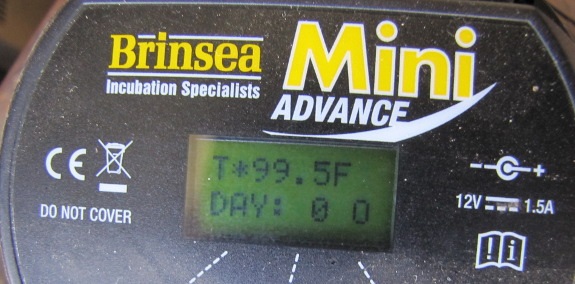 Brinsea
Incubation Specialists
Mini
ADVANCE
CE
DO NOT COVER
T*99.5F
DAY: 0 0
- +
12V 1.5A
i